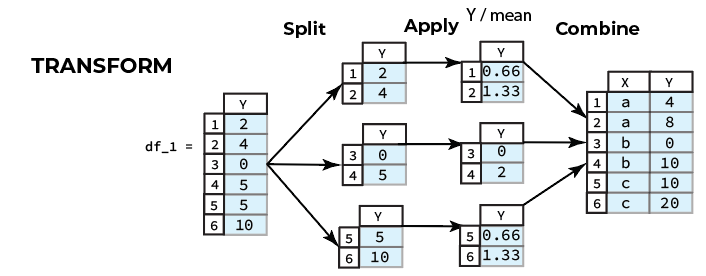 Y / mean
Split
Apply
Combine
TRANSFORM
df_1 =
Y
1 2
2 4
3 0
4 5
5 5
6 10
Y
1 2
2 4
Y
3 0
4 5
Y
5 5
6 10
Y
1 0.66
2 1.33
Y
3 0
4 2
Y
5 0.66
6 1.33
X Y
1 a 4
2 a 8
3 b 0
4 b 10
5 c 10
6 c 20